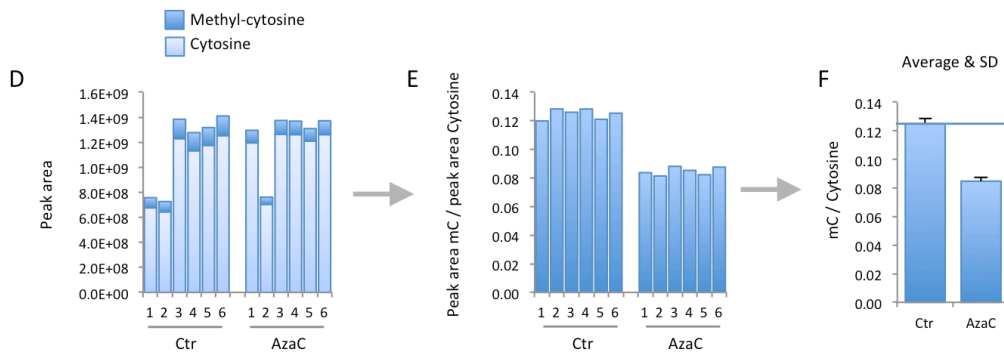 Methyl-cytosine
Cytosine
D
Peak area
1.6E+09
1.4E+09
1.2E+09
1.0E+09
8.0E+08
6.0E+08
4.0E+08
2.0E+08
0.0E+00
1 2 3 4 5 6
1 2 3 4 5 6
Ctr
AzaC
E
Peak area mC / peak area Cytosine
0.14
0.12
0.10
0.08
0.06
0.04
0.02
0.00
1 2 3 4 5 6
1 2 3 4 5 6
Ctr
AzaC
F
Average & SD
mC / Cytosine
0.14
0.12
0.10
0.08
0.06
0.04
0.02
0.00
Ctr
AzaC